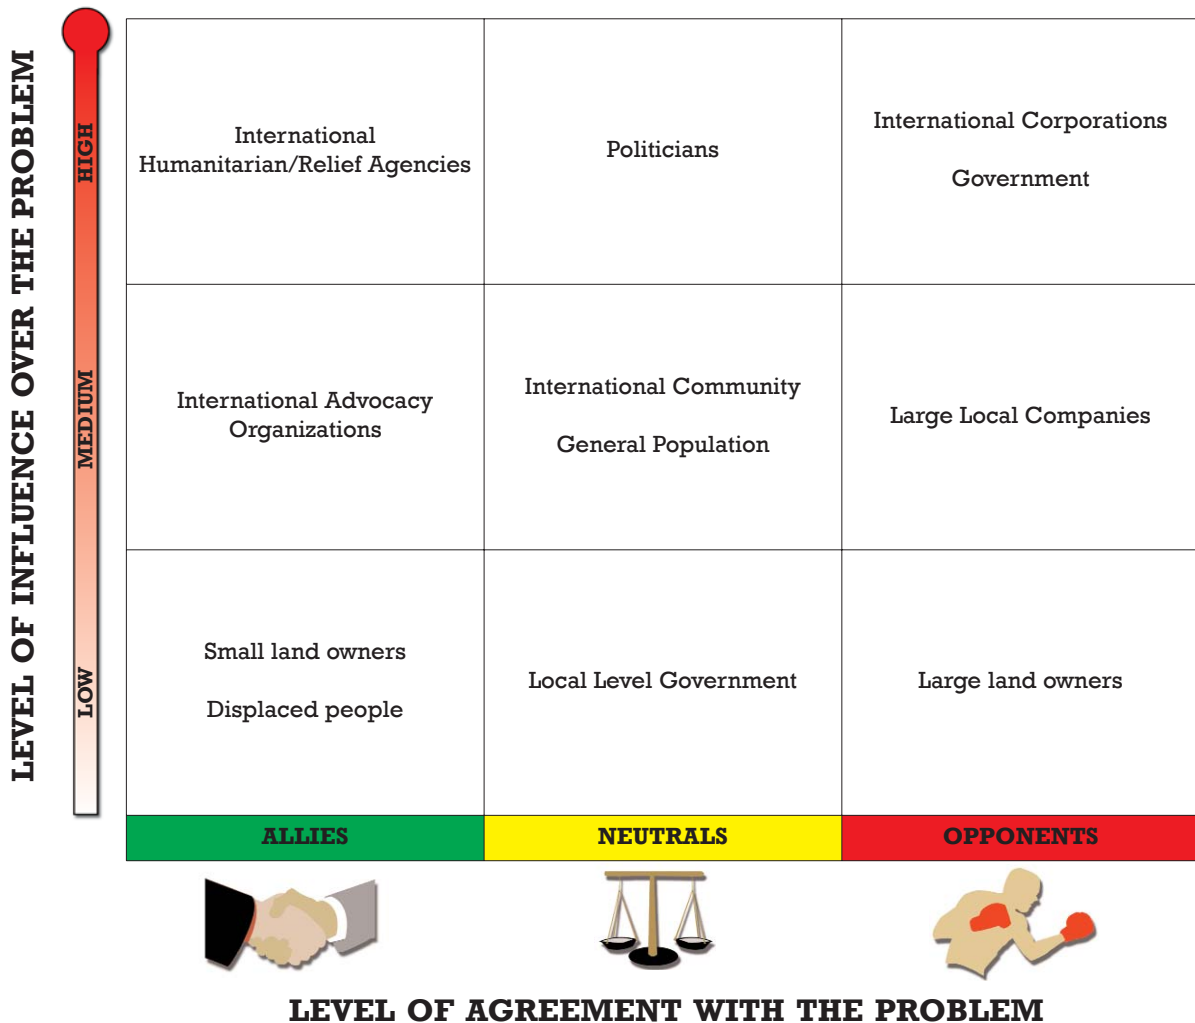 LEVEL OF INFLUENCE OVER THE PROBLEM
HIGH
MEDIUM
LOW
International
Humanitarian/Relief Agencies
Politicians
International Corporations
Government
International Advocacy
Organizations
International Community
General Population
Large Local Companies
Small land owners
Displaced people
Local Level Government
Large land owners
ALLIES
NEUTRALS
OPPONENTS
LEVEL OF AGREEMENT WITH THE PROBLEM